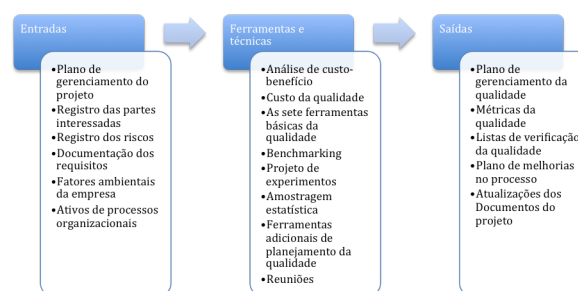 Entradas
•Plano de
gerenciamento do
projeto
•Registro das partes
interessadas
•Registro dos riscos
•Documentação dos
requisitos
•Fatores ambientais
da empresa
•Ativos de processos
organizacionais
Ferramentas e
técnicas
•Análise de custo-
benefício
•Custo da qualidade
•As sete ferramentas
básicas da
qualidade
•Benchmarking
•Projeto de
experimentos
•Amostragem
estatística
•Ferramentas
adicionais de
planejamento da
qualidade
•Reuniões
Saídas
•Plano de
gerenciamento da
qualidade
•Métricas da
qualidade
•Listas de verificação
da qualidade
•Plano de melhorias
no processo
•Atualizações dos
Documentos do
projeto